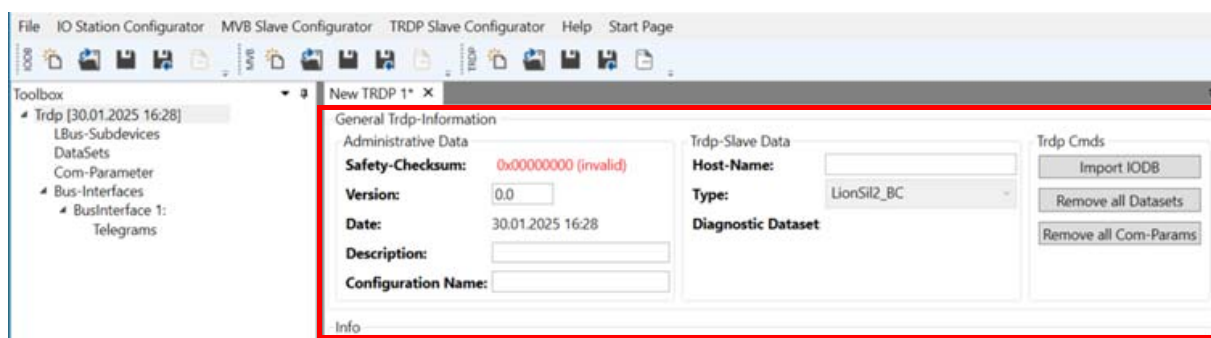 File IO Station Configurator MVB Slave Configurator TRDP Slave Configurator Help Start Page
IODB MVB TRDP
Toolbox
Trdp [30.01.2025 16:28]
LBus-Subdevices
DataSets
Com-Parameter
Bus-Interfaces
BusInterface 1:
Telegrams
New TRDP 1* X
General Trdp-Information
Administrative Data
Safety-Checksum: 0x00000000 (invalid)
Version: 0.0
Date: 30.01.2025 16:28
Description:
Configuration Name:
Trdp-Slave Data
Host-Name:
Type: LionSil2_BC
Diagnostic Dataset
Trdp Cmds
Import IODB
Remove all Datasets
Remove all Com-Params
Info